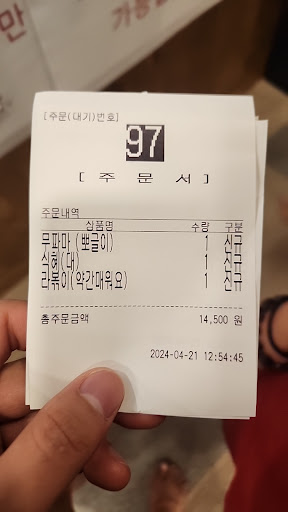 만
가능
[주문(대기)번호]
97
[ 주 문 서 ]
주문내역
상품명 수량 구분
무파마 (뽀글이) 1 신규
식혜(대) 1 신규
라볶이(약간매워요) 1 신규
총주문금액 14,500 원
2024-04-21 12:54:45